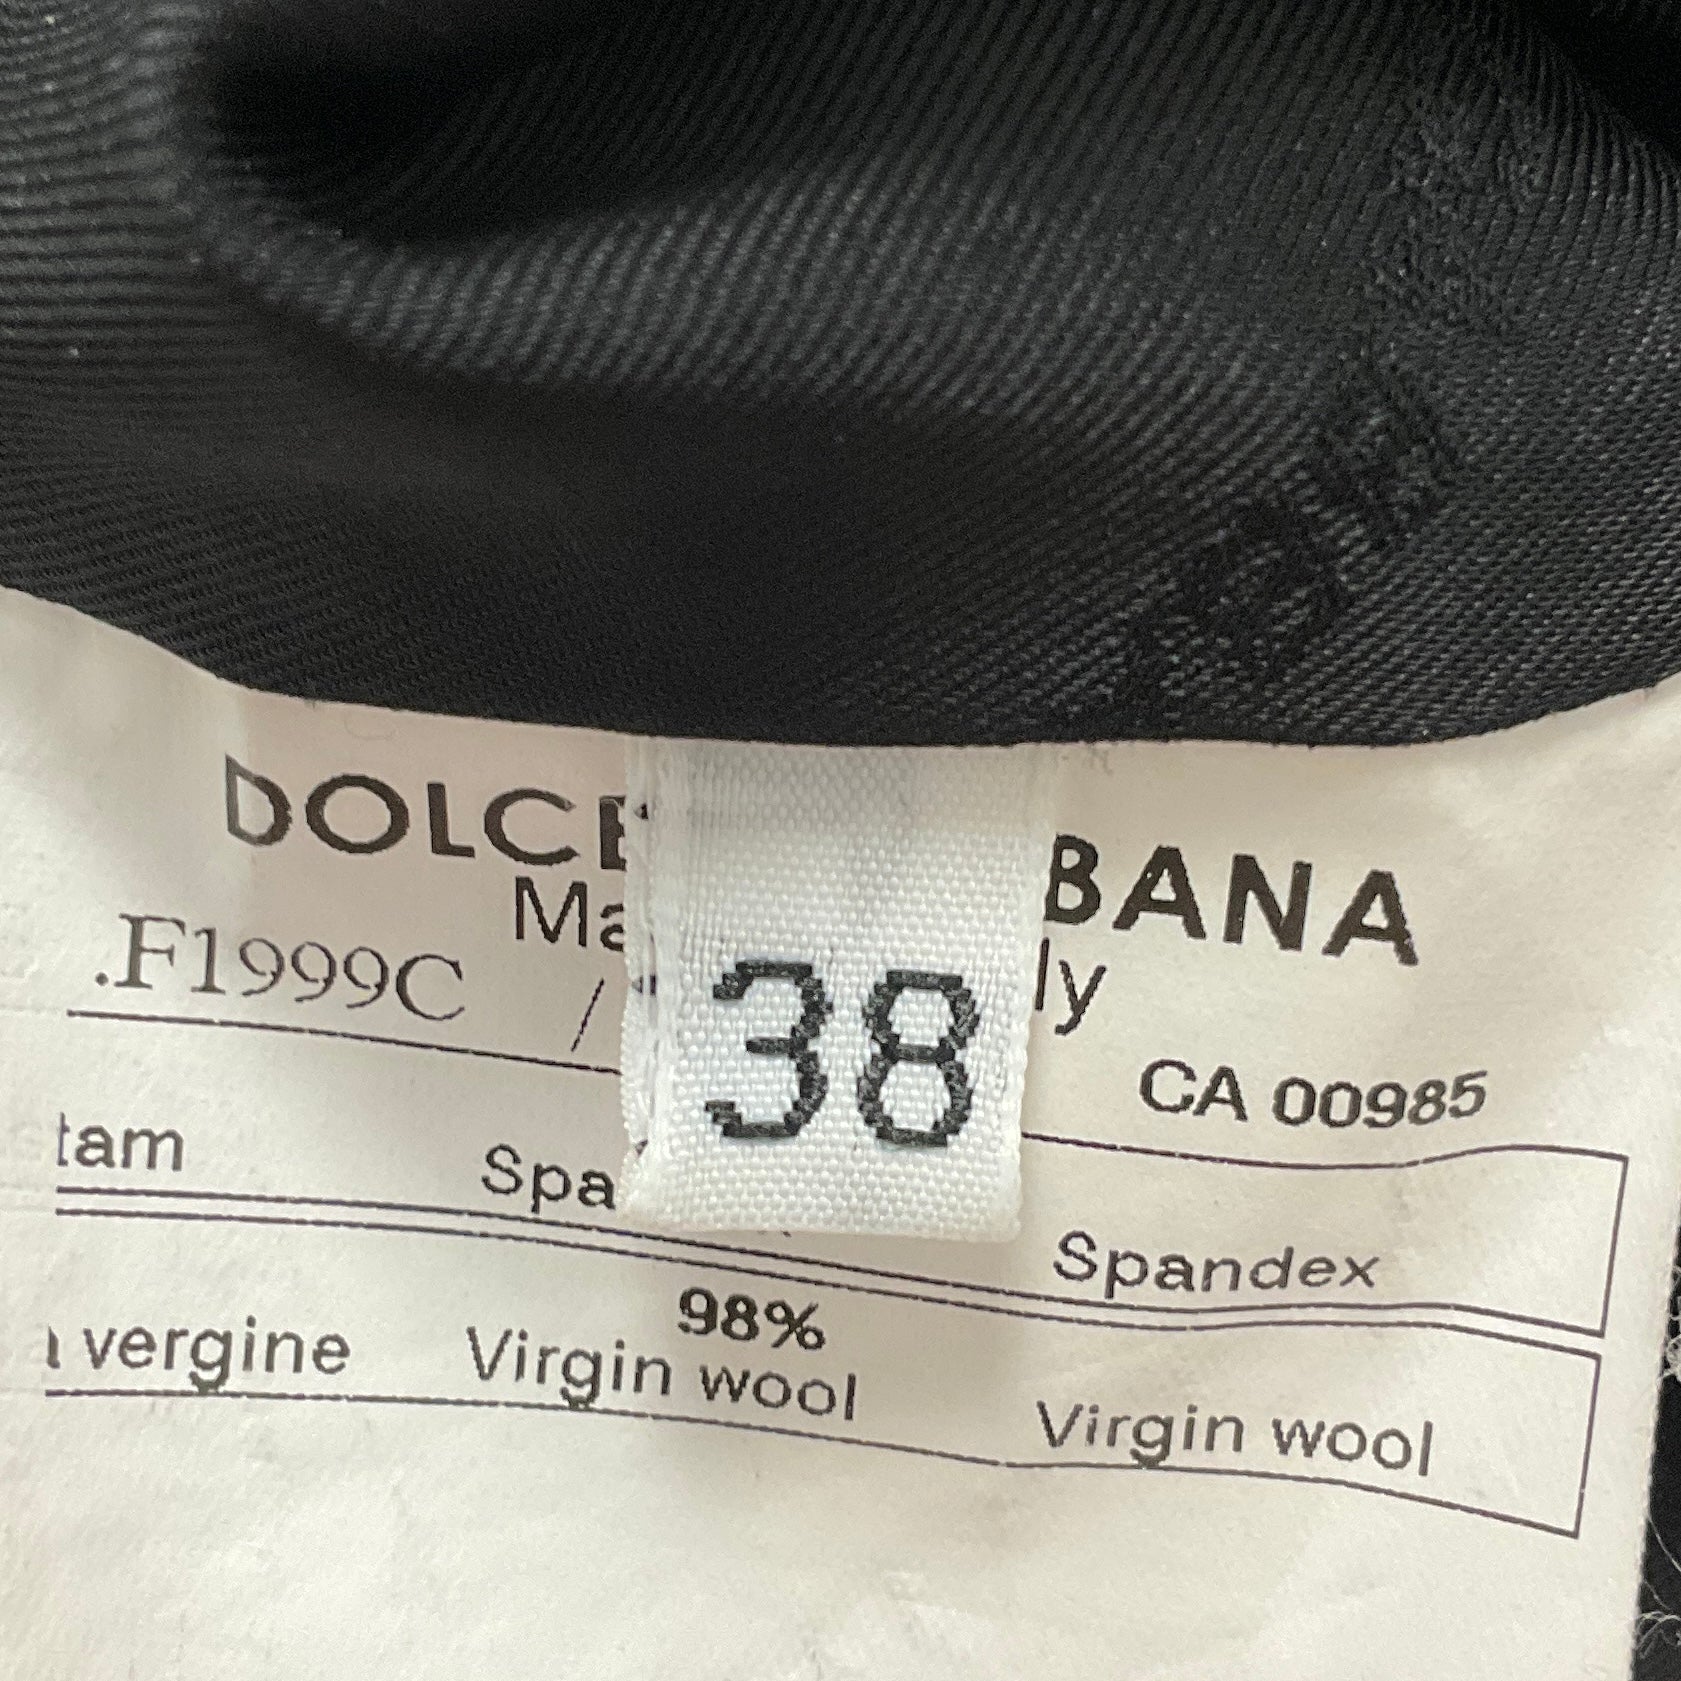 DOLCE BANA
Ma ly
.F1999C /
38
CA 00985
tam Spa Spandex
98%
vergine Virgin wool Virgin wool